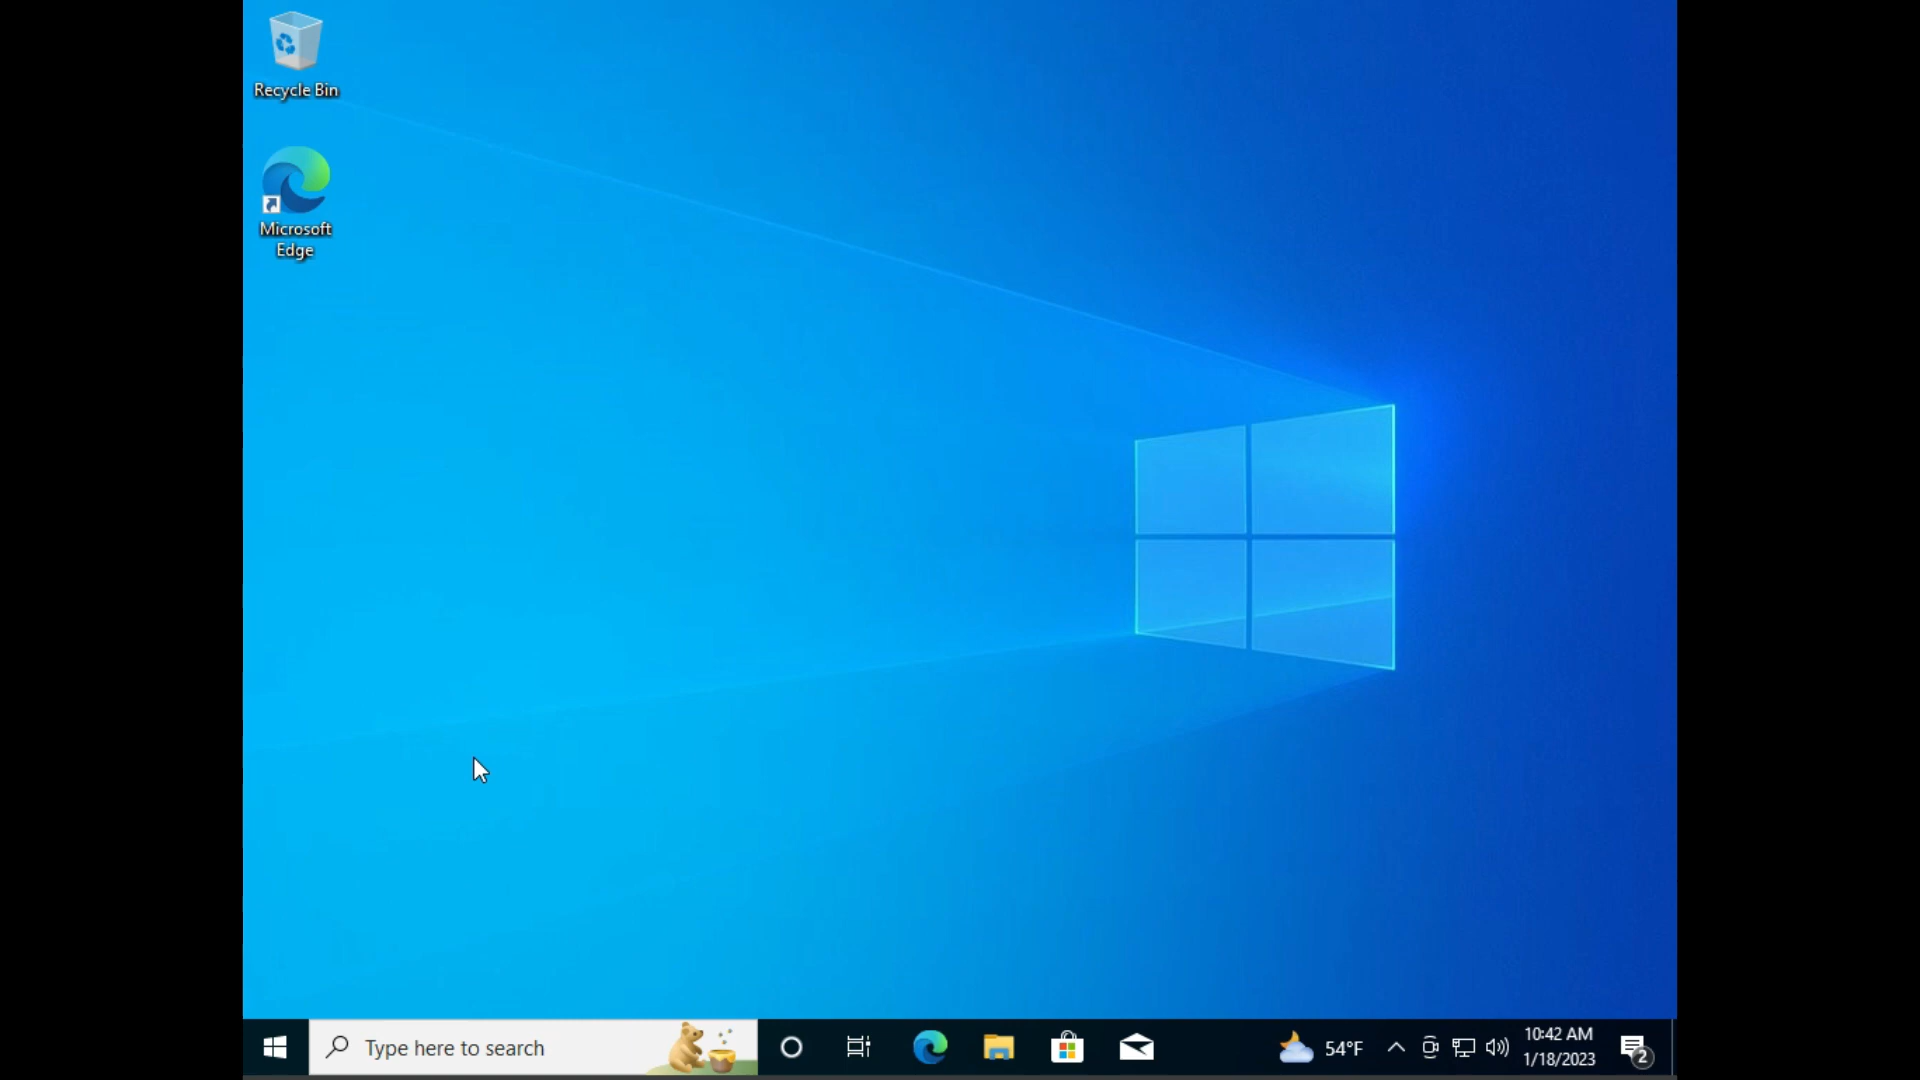 Recycle Bin
Microsoft
Edge
Type here to search
54°F
10:42 AM
1/18/2023
2